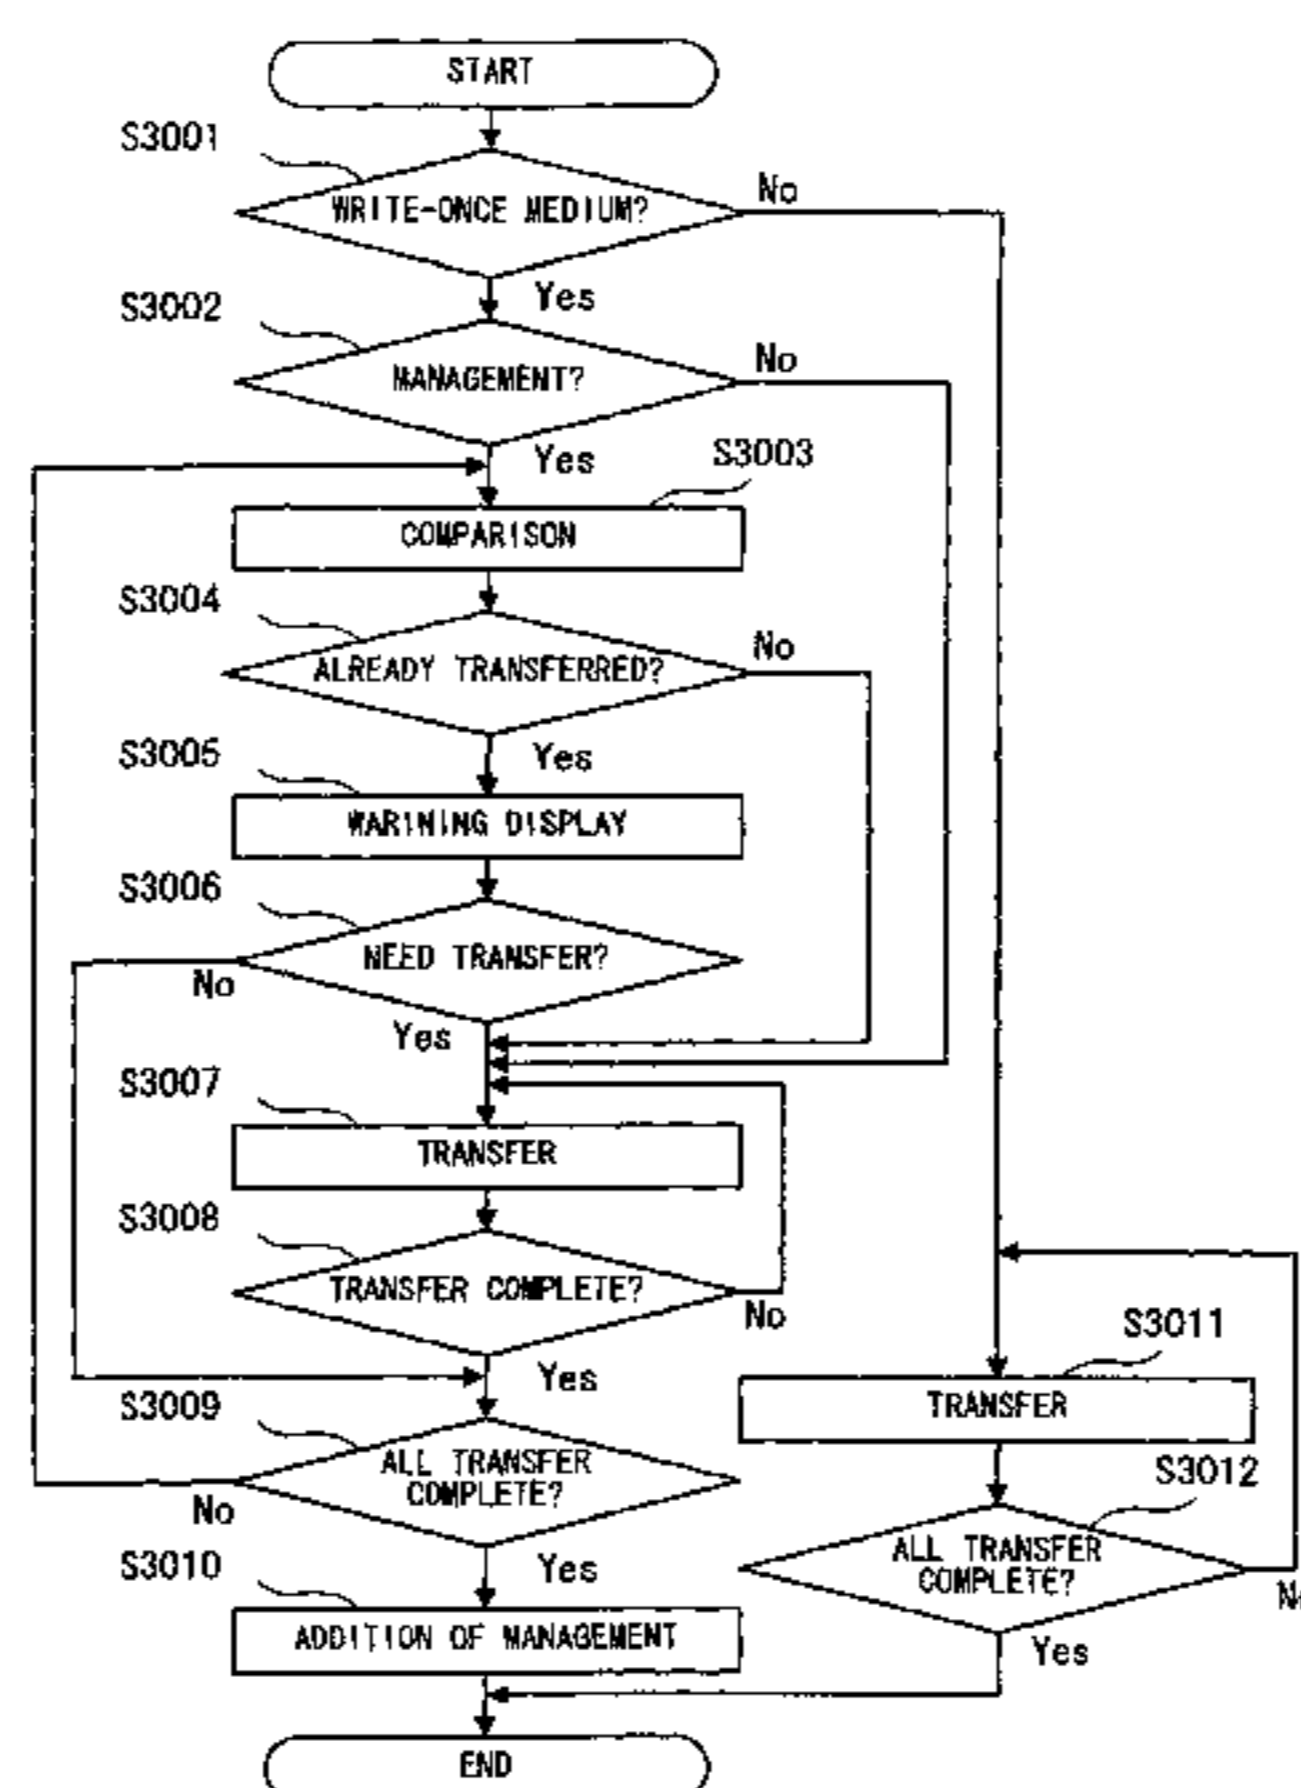 START
S3001
WRITE-ONCE MEDIUM?
No
Yes
S3002
MANAGEMENT?
No
Yes
S3003
COMPARISON
S3004
ALREADY TRANSFERRED?
No
Yes
S3005
WARINING DISPLAY
S3006
NEED TRANSFER?
No
Yes
S3007
TRANSFER
S3008
TRANSFER COMPLETE?
No
Yes
S3009
ALL TRANSFER
COMPLETE?
No
Yes
S3010
ADDITION OF MANAGEMENT
S3011
TRANSFER
S3012
ALL TRANSFER
COMPLETE?
Yes
END